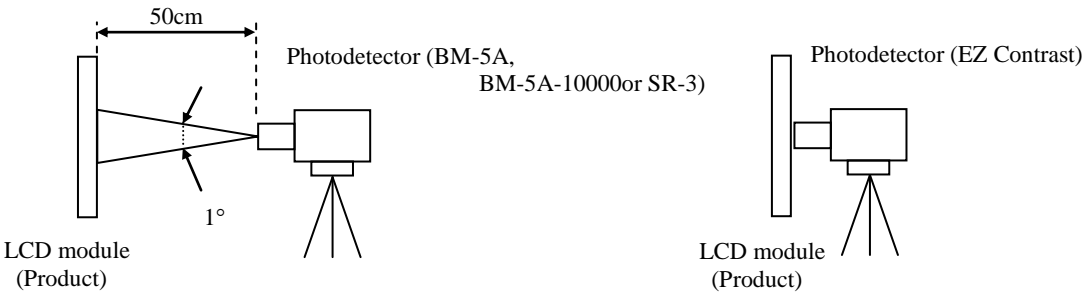 50cm
Photodetector (BM-5A,
BM-5A-10000or SR-3)
1°
LCD module
(Product)
Photodetector (EZ Contrast)
LCD module
(Product)